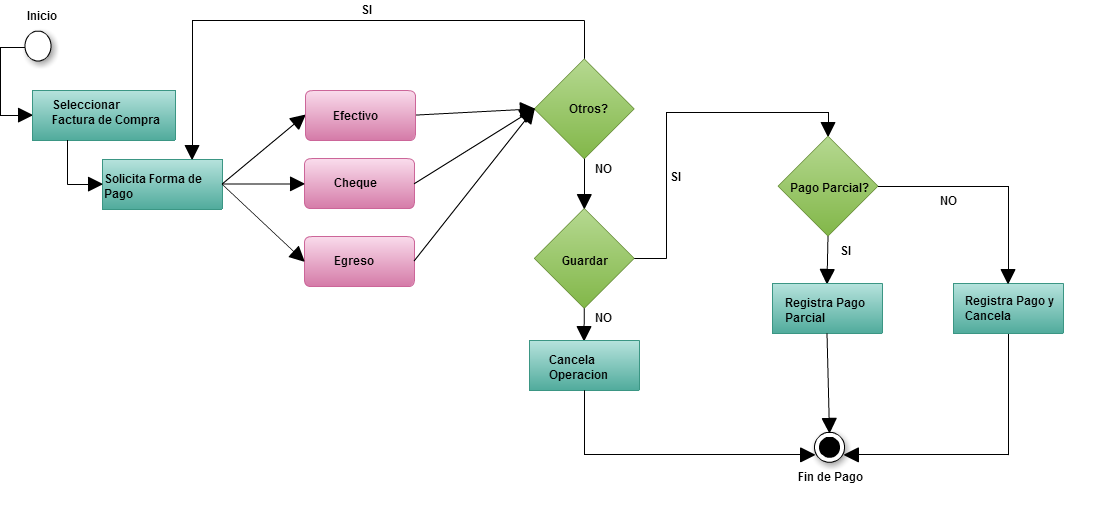 Inicio
SI
Seleccionar
Factura de Compra
Solicita Forma de
Pago
Efectivo
Cheque
Egreso
Otros?
NO
Guardar
SI
NO
Cancela
Operacion
Pago Parcial?
NO
SI
Registra Pago
Parcial
Registra Pago y
Cancela
Fin de Pago